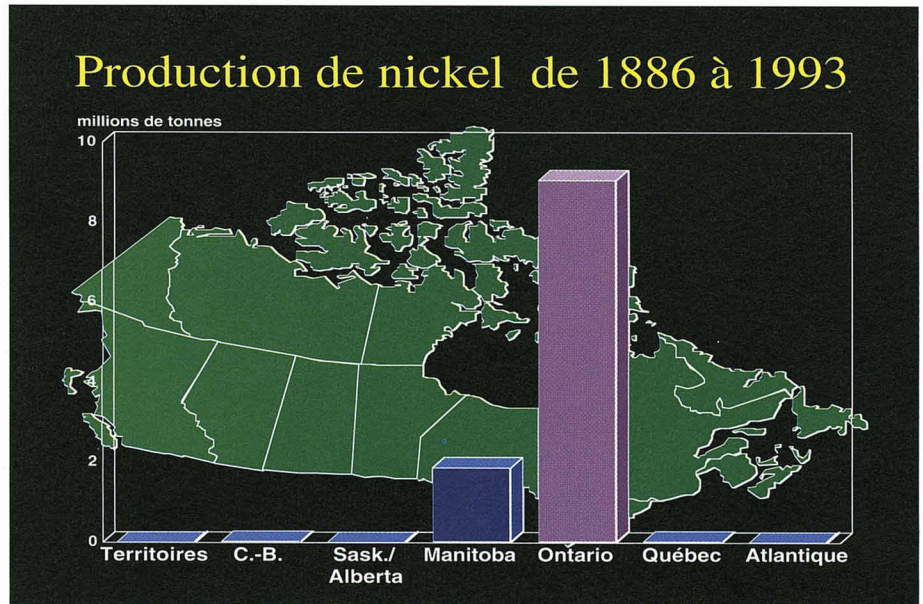 Production de nickel de 1886 à 1993
millions de tonnes
10
8
6
4
2
0
Territoires C.-B. Sask./ Manitoba Ontario Québec Atlantique
Alberta